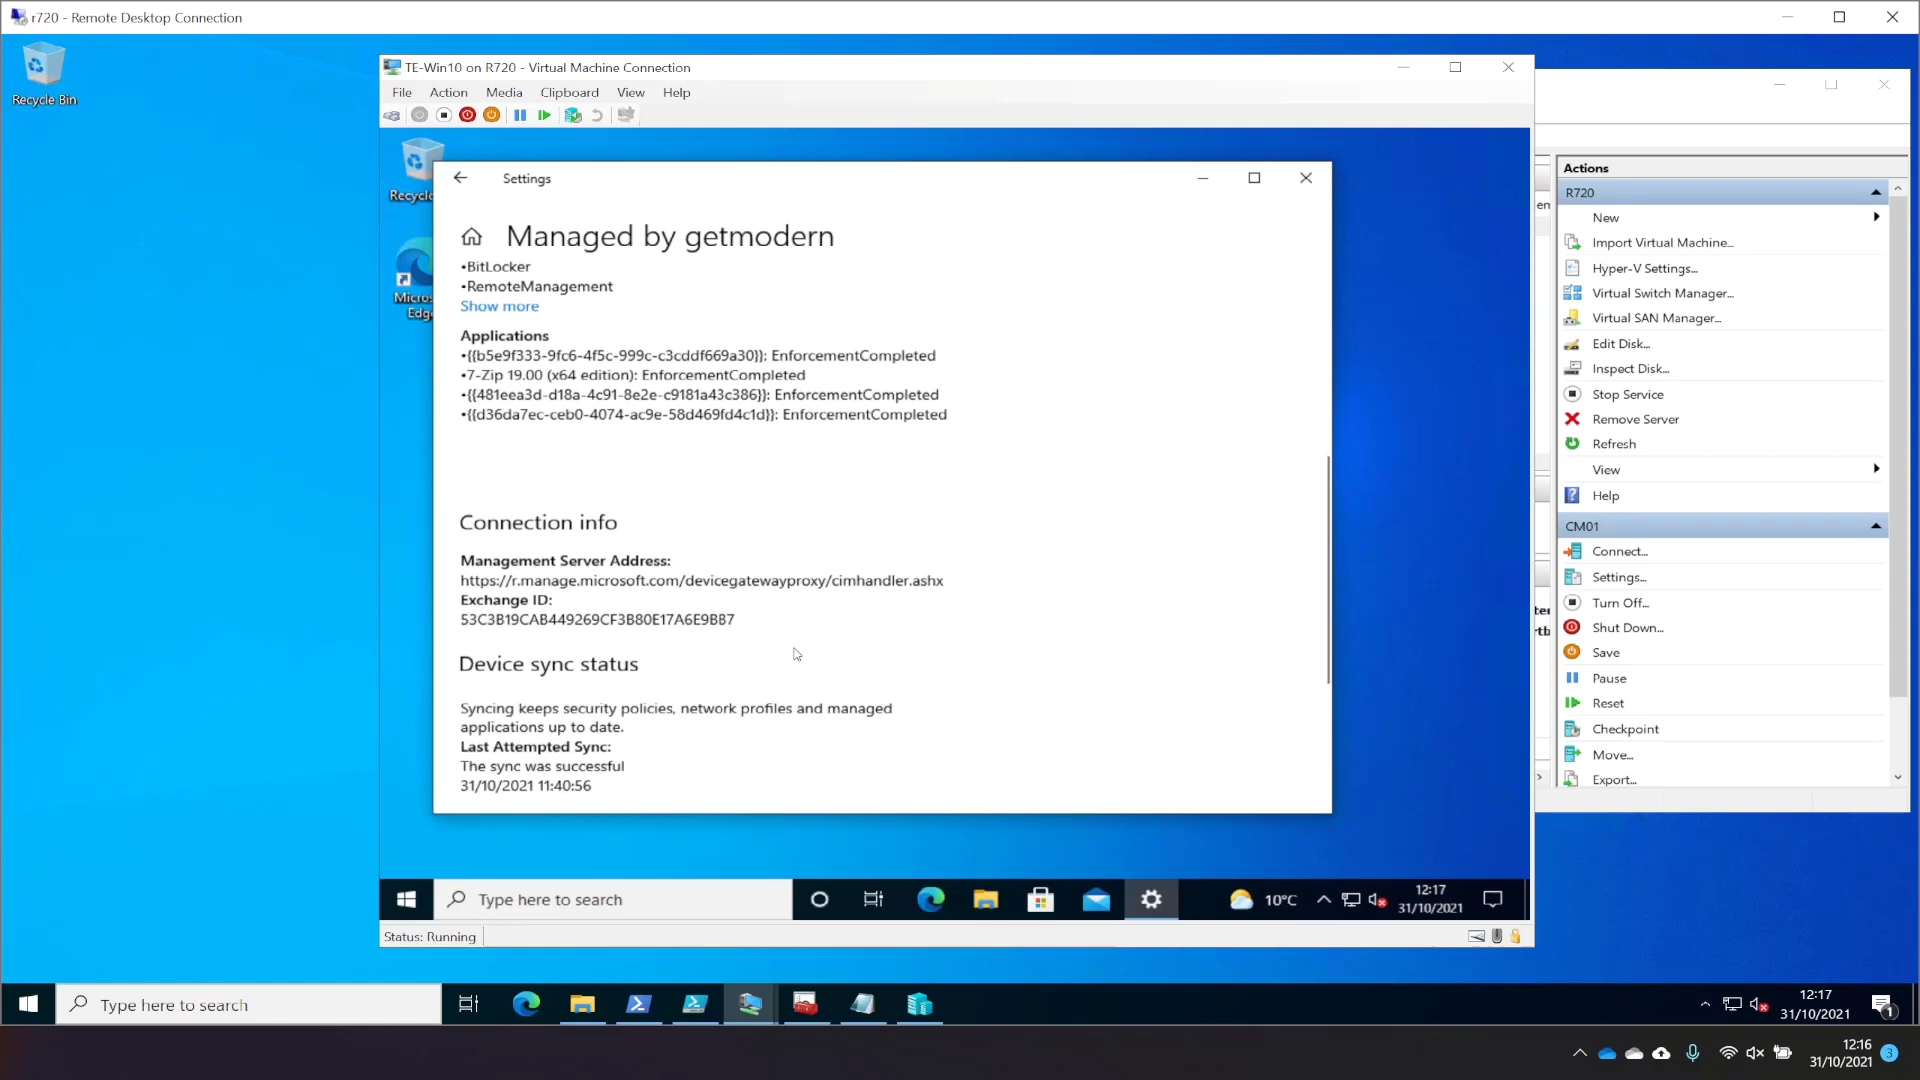 r720 - Remote Desktop Connection
Recycle Bin
TE-Win10 on R720 - Virtual Machine Connection
File Action Media Clipboard View Help
Recycle
Micros
Edge
Settings
Managed by getmodern
•BitLocker
•RemoteManagement
Show more
Applications
•{{b5e9f333-9fc6-4f5c-999c-c3cddf669a30}}: EnforcementCompleted
•7-Zip 19.00 (x64 edition): EnforcementCompleted
•{{481eea3d-d18a-4c91-8e2e-c9181a43c386}}: EnforcementCompleted
•{{d36da7ec-ceb0-4074-ac9e-58d469fd4c1d}}: EnforcementCompleted
Connection info
Management Server Address:
https://r.manage.microsoft.com/devicegatewayproxy/cimhandler.ashx
Exchange ID:
53C3B19CAB449269CF3B80E17A6E9BB7
Device sync status
Syncing keeps security policies, network profiles and managed
applications up to date.
Last Attempted Sync:
The sync was successful
31/10/2021 11:40:56
Type here to search
10°C
12:17
31/10/2021
Status: Running
Actions
R720
New
Import Virtual Machine...
Hyper-V Settings...
Virtual Switch Manager...
Virtual SAN Manager...
Edit Disk...
Inspect Disk...
Stop Service
Remove Server
Refresh
View
Help
CM01
Connect...
Settings...
Turn Off...
Shut Down...
Save
Pause
Reset
Checkpoint
Move...
Export...
Type here to search
12:17
31/10/2021
1
12:16
31/10/2021
3